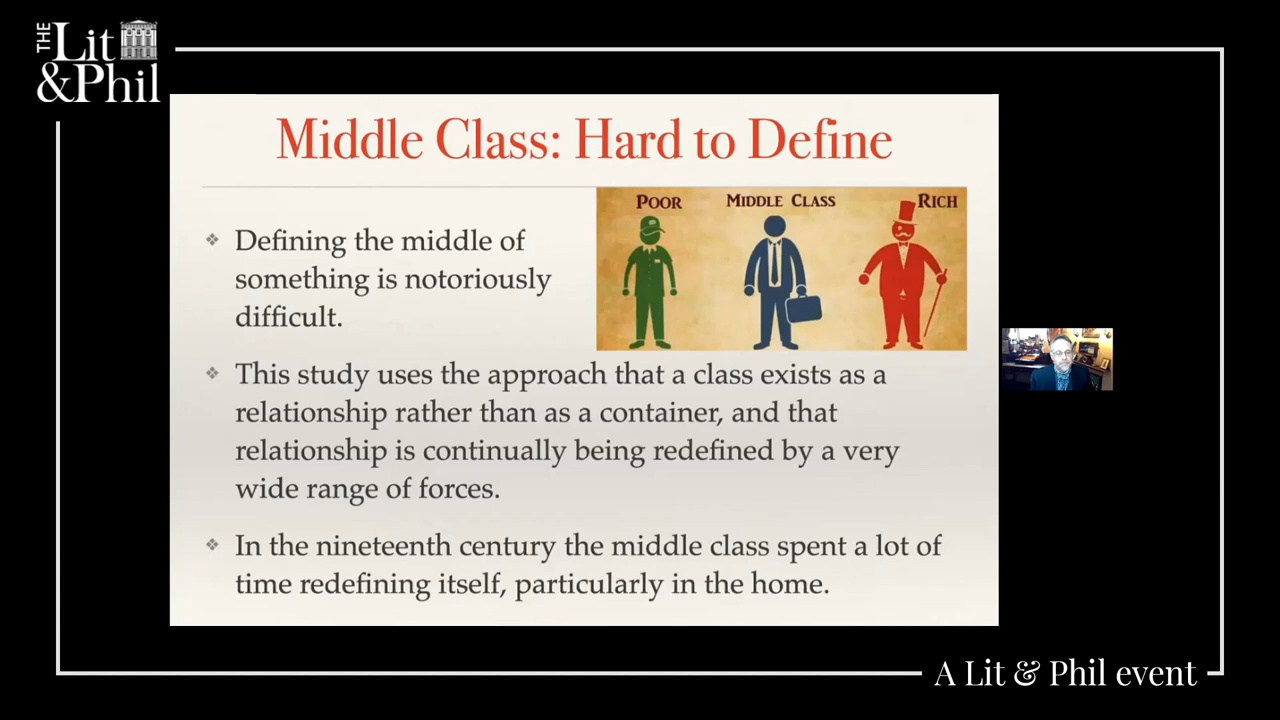 THE
Lit
&Phil
Middle Class: Hard to Define
POOR MIDDLE CLASS RICH
❖ Defining the middle of
something is notoriously
difficult.
❖ This study uses the approach that a class exists as a
relationship rather than as a container, and that
relationship is continually being redefined by a very
wide range of forces.
❖ In the nineteenth century the middle class spent a lot of
time redefining itself, particularly in the home.
A Lit & Phil event